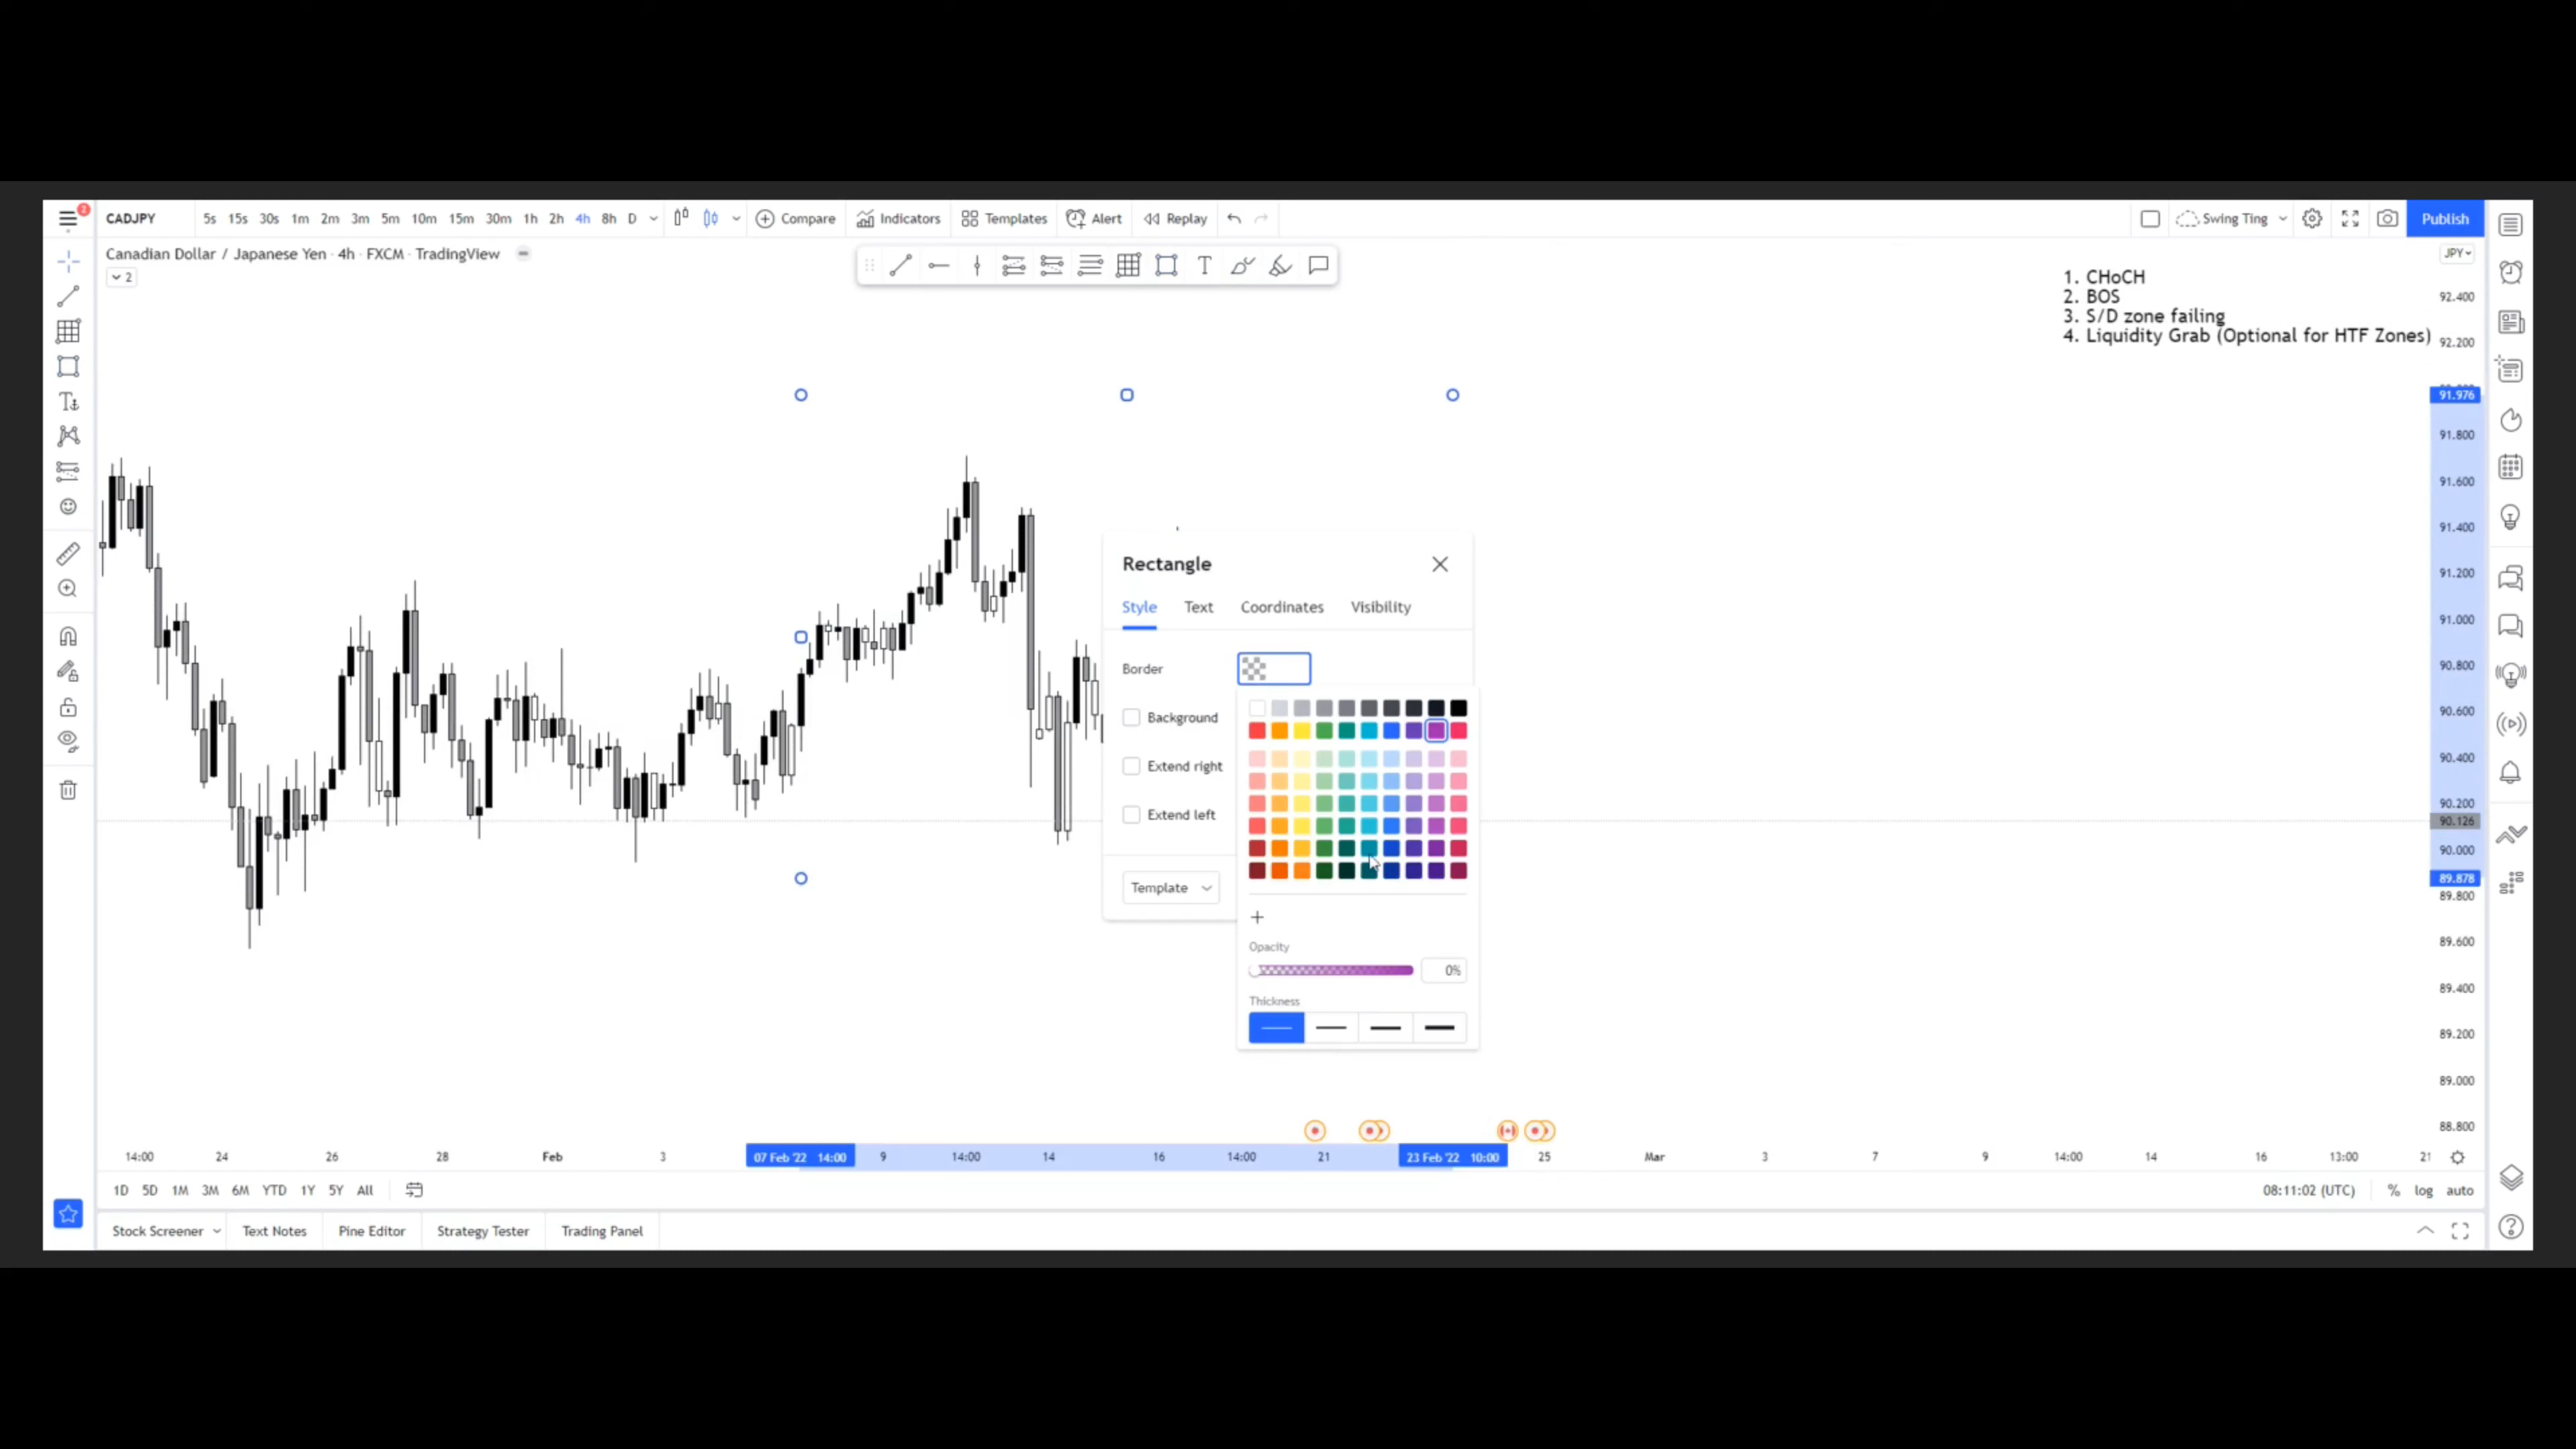 2
CADJPY 5s 15s 30s 1m 2m 3m 5m 10m 15m 30m 1h 2h 4h 8h D Compare Indicators Templates Alert Replay Swing Ting Publish
Canadian Dollar / Japanese Yen · 4h · FXCM · TradingView
2
JPY
1. CHoCH
2. BOS
3. S/D zone failing
4. Liquidity Grab (Optional for HTF Zones)
92.400
92.200
91.976
91.800
91.600
91.400
91.200
91.000
90.800
90.600
90.400
90.200
90.126
90.000
89.878
89.800
89.600
89.400
89.200
89.000
88.800
Rectangle
Style Text Coordinates Visibility
Border
Background
Extend right
Extend left
Template
Opacity
0%
Thickness
14:00 24 26 28 Feb 3 07 Feb '22 14:00 9 14:00 14 16 14:00 21 23 Feb '22 10:00 25 Mar 3 7 9 14:00 14 16 13:00 21
1D 5D 1M 3M 6M YTD 1Y 5Y All 08:11:02 (UTC) % log auto
Stock Screener Text Notes Pine Editor Strategy Tester Trading Panel